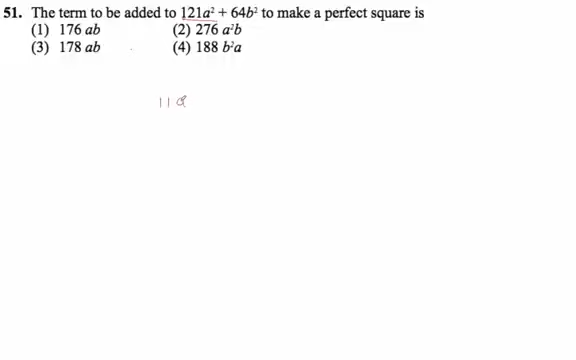 51. The term to be added to 121a² + 64b² to make a perfect square is
(1) 176 ab (2) 276 a²b
(3) 178 ab (4) 188 b²a
11a